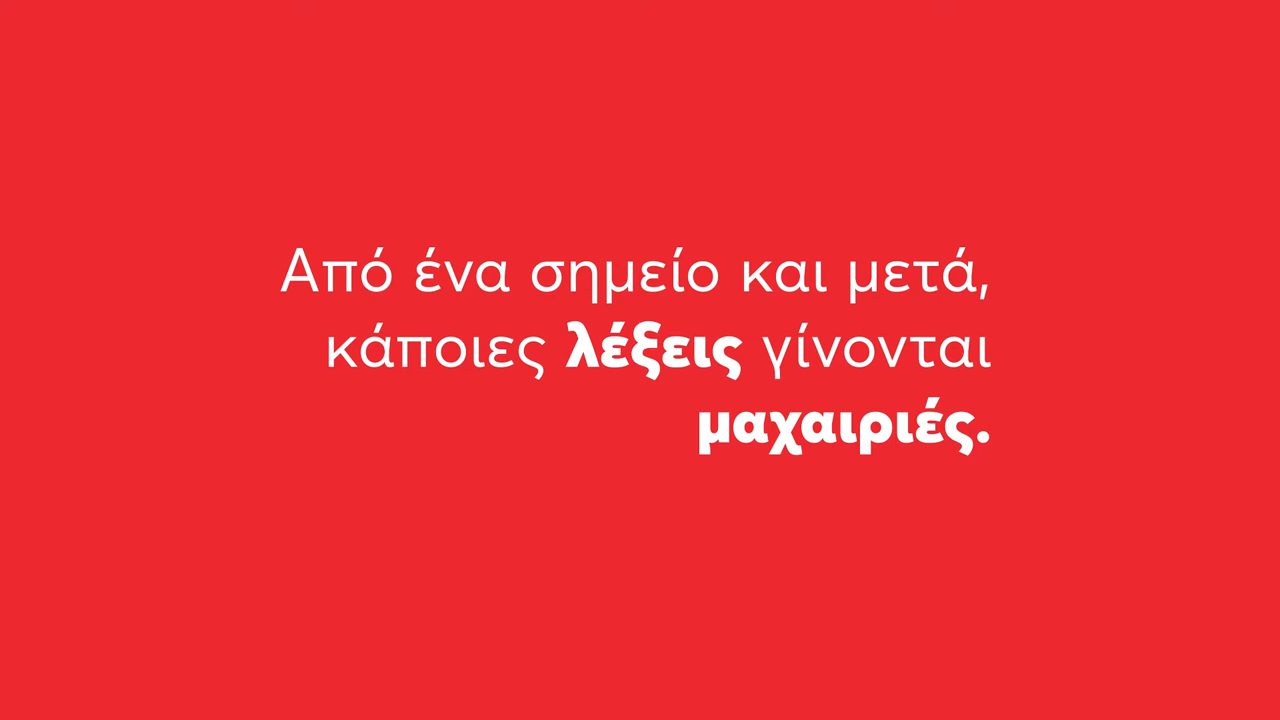 Από ένα σημείο και μετά,
κάποιες λέξεις γίνονται
μαχαιριές.